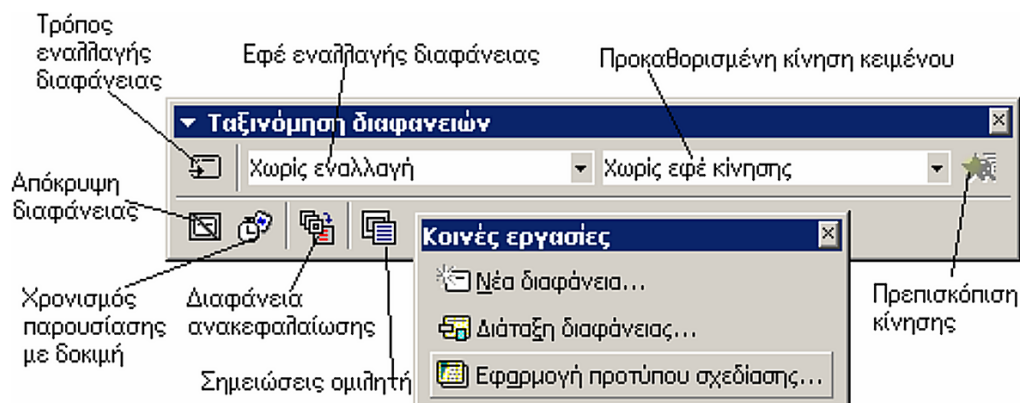 Τρόπος
εναλλαγής
διαφάνειας
Εφέ εναλλαγής διαφάνειας
Προκαθορισμένη κίνηση κειμένου
Ταξινόμηση διαφανειών
Χωρίς εναλλαγή
Χωρίς εφέ κίνησης
Απόκρυψη
διαφάνειας
Κοινές εργασίες
Νέα διαφάνεια...
Διάταξη διαφάνειας...
Εφαρμογή προτύπου σχεδίασης...
Χρονισμός
παρουσίασης
με δοκιμή
Διαφάνεια
ανακεφαλαίωσης
Σημειώσεις ομιλητή
Πρεπισκόπιση
κίνησης